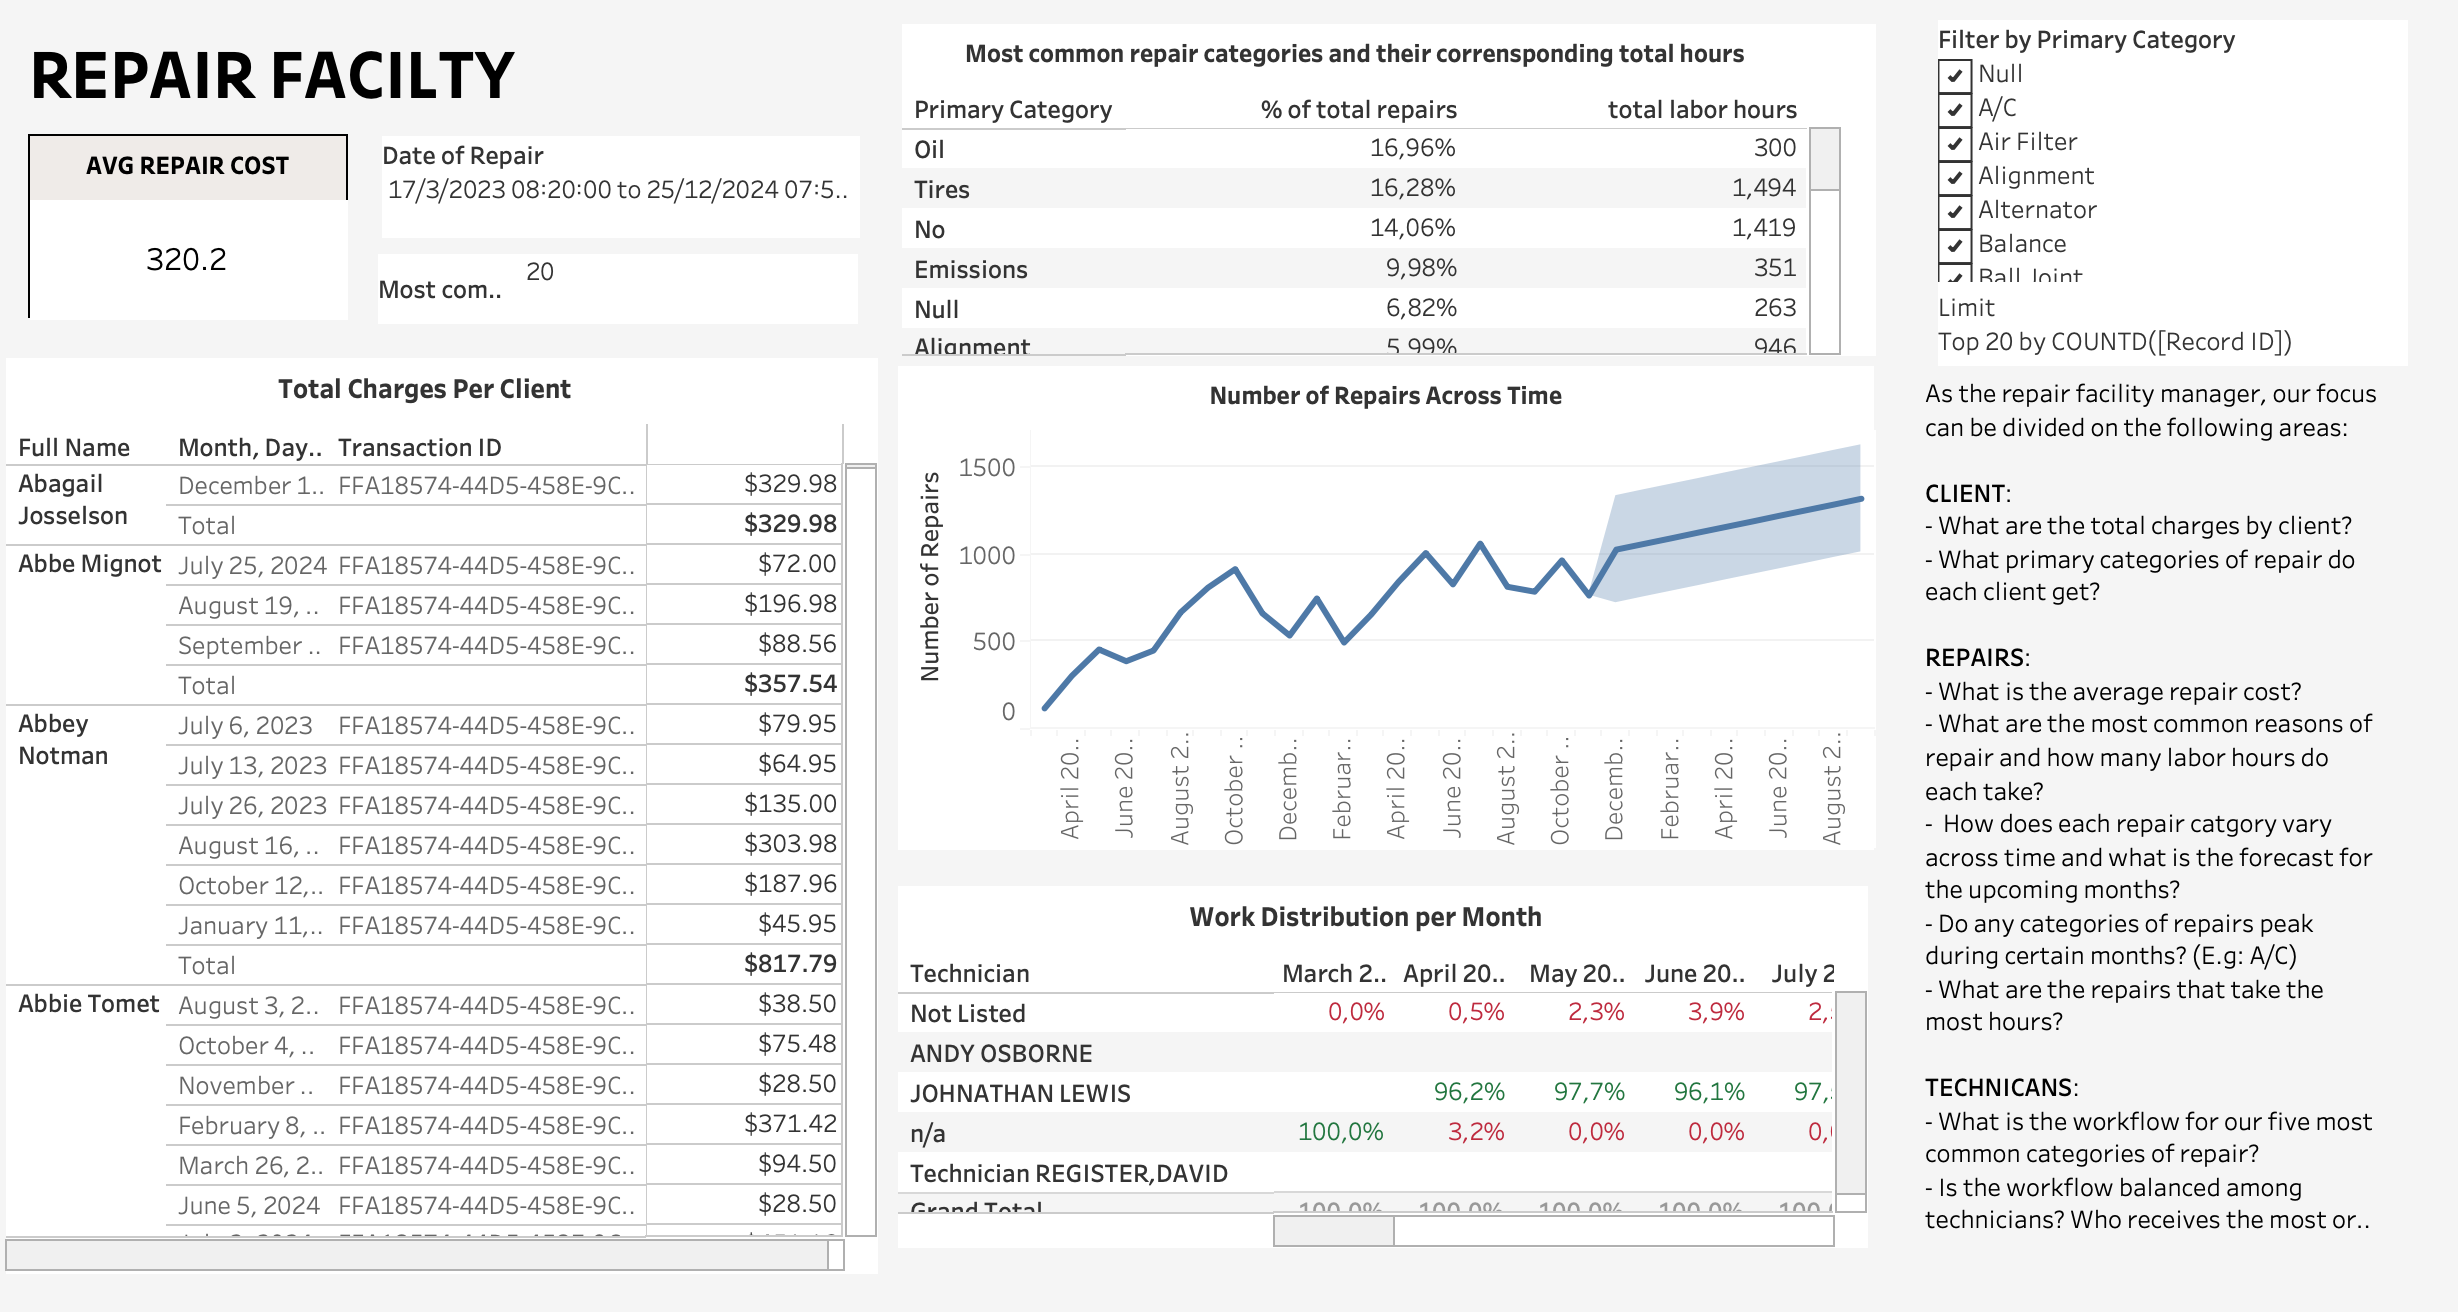 REPAIR FACILTY
AVG REPAIR COST
320.2
Date of Repair
17/3/2023 08:20:00 to 25/12/2024 07:5..
Most com..
20
Total Charges Per Client
Full Name Month, Day.. Transaction ID
Abagail Josselson December 1.. FFA18574-44D5-458E-9C.. $329.98
Total $329.98
Abbe Mignot July 25, 2024 FFA18574-44D5-458E-9C.. $72.00
August 19, .. FFA18574-44D5-458E-9C.. $196.98
September .. FFA18574-44D5-458E-9C.. $88.56
Total $357.54
Abbey Notman July 6, 2023 FFA18574-44D5-458E-9C.. $79.95
July 13, 2023 FFA18574-44D5-458E-9C.. $64.95
July 26, 2023 FFA18574-44D5-458E-9C.. $135.00
August 16, .. FFA18574-44D5-458E-9C.. $303.98
October 12,.. FFA18574-44D5-458E-9C.. $187.96
January 11,.. FFA18574-44D5-458E-9C.. $45.95
Total $817.79
Abbie Tomet August 3, 2.. FFA18574-44D5-458E-9C.. $38.50
October 4, .. FFA18574-44D5-458E-9C.. $75.48
November .. FFA18574-44D5-458E-9C.. $28.50
February 8, .. FFA18574-44D5-458E-9C.. $371.42
March 26, 2.. FFA18574-44D5-458E-9C.. $94.50
June 5, 2024 FFA18574-44D5-458E-9C.. $28.50
Most common repair categories and their corrensponding total hours
Primary Category % of total repairs total labor hours
Oil 16,96% 300
Tires 16,28% 1,494
No 14,06% 1,419
Emissions 9,98% 351
Null 6,82% 263
Alignment 5,99% 946
Number of Repairs Across Time
Number of Repairs
1500
1000
500
0
April 20.. June 20.. August 2.. October .. Decemb.. Februar.. April 20.. June 20.. August 2.. October .. Decemb.. Februar.. April 20.. June 20.. August 2..
Work Distribution per Month
Technician March 2.. April 20.. May 20.. June 20.. July 2
Not Listed 0,0% 0,5% 2,3% 3,9% 2,
ANDY OSBORNE
JOHNATHAN LEWIS 96,2% 97,7% 96,1% 97,
n/a 100,0% 3,2% 0,0% 0,0% 0,
Technician REGISTER,DAVID
Grand Total 100,0% 100,0% 100,0% 100,0% 100,
Filter by Primary Category
Null
A/C
Air Filter
Alignment
Alternator
Balance
Ball Joint
Limit
Top 20 by COUNTD([Record ID])
As the repair facility manager, our focus
can be divided on the following areas:
CLIENT:
- What are the total charges by client?
- What primary categories of repair do
each client get?
REPAIRS:
- What is the average repair cost?
- What are the most common reasons of
repair and how many labor hours do
each take?
- How does each repair catgory vary
across time and what is the forecast for
the upcoming months?
- Do any categories of repairs peak
during certain months? (E.g: A/C)
- What are the repairs that take the
most hours?
TECHNICANS:
- What is the workflow for our five most
common categories of repair?
- Is the workflow balanced among
technicians? Who receives the most or..